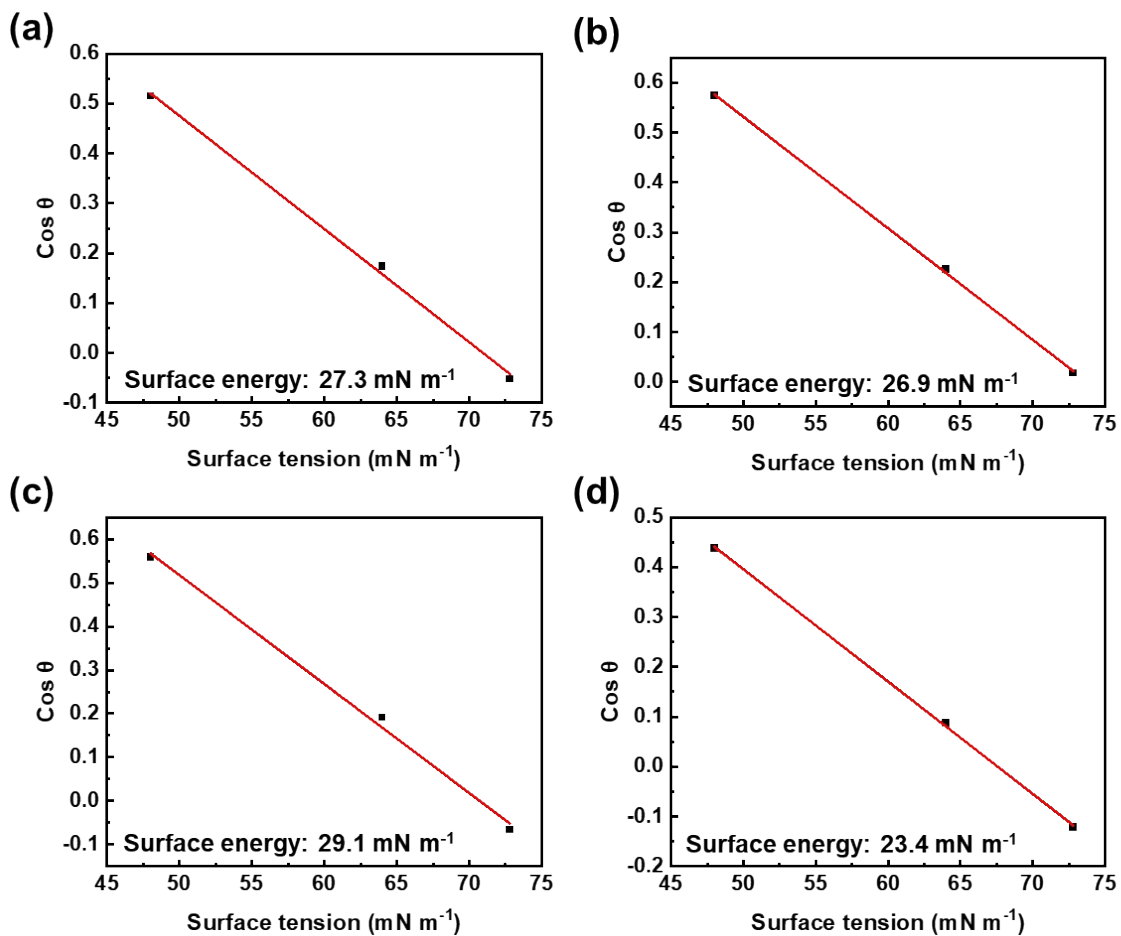 (a)
0.6
0.5
0.4
0.3
0.2
0.1
0.0
-0.1
Cos θ
Surface energy: 27.3 mN m⁻¹
45 50 55 60 65 70 75
Surface tension (mN m⁻¹)
(b)
0.6
0.5
0.4
0.3
0.2
0.1
0.0
Cos θ
Surface energy: 26.9 mN m⁻¹
45 50 55 60 65 70 75
Surface tension (mN m⁻¹)
(c)
0.6
0.5
0.4
0.3
0.2
0.1
0.0
-0.1
Cos θ
Surface energy: 29.1 mN m⁻¹
45 50 55 60 65 70 75
Surface tension (mN m⁻¹)
(d)
0.5
0.4
0.3
0.2
0.1
0.0
-0.1
-0.2
Cos θ
Surface energy: 23.4 mN m⁻¹
45 50 55 60 65 70 75
Surface tension (mN m⁻¹)